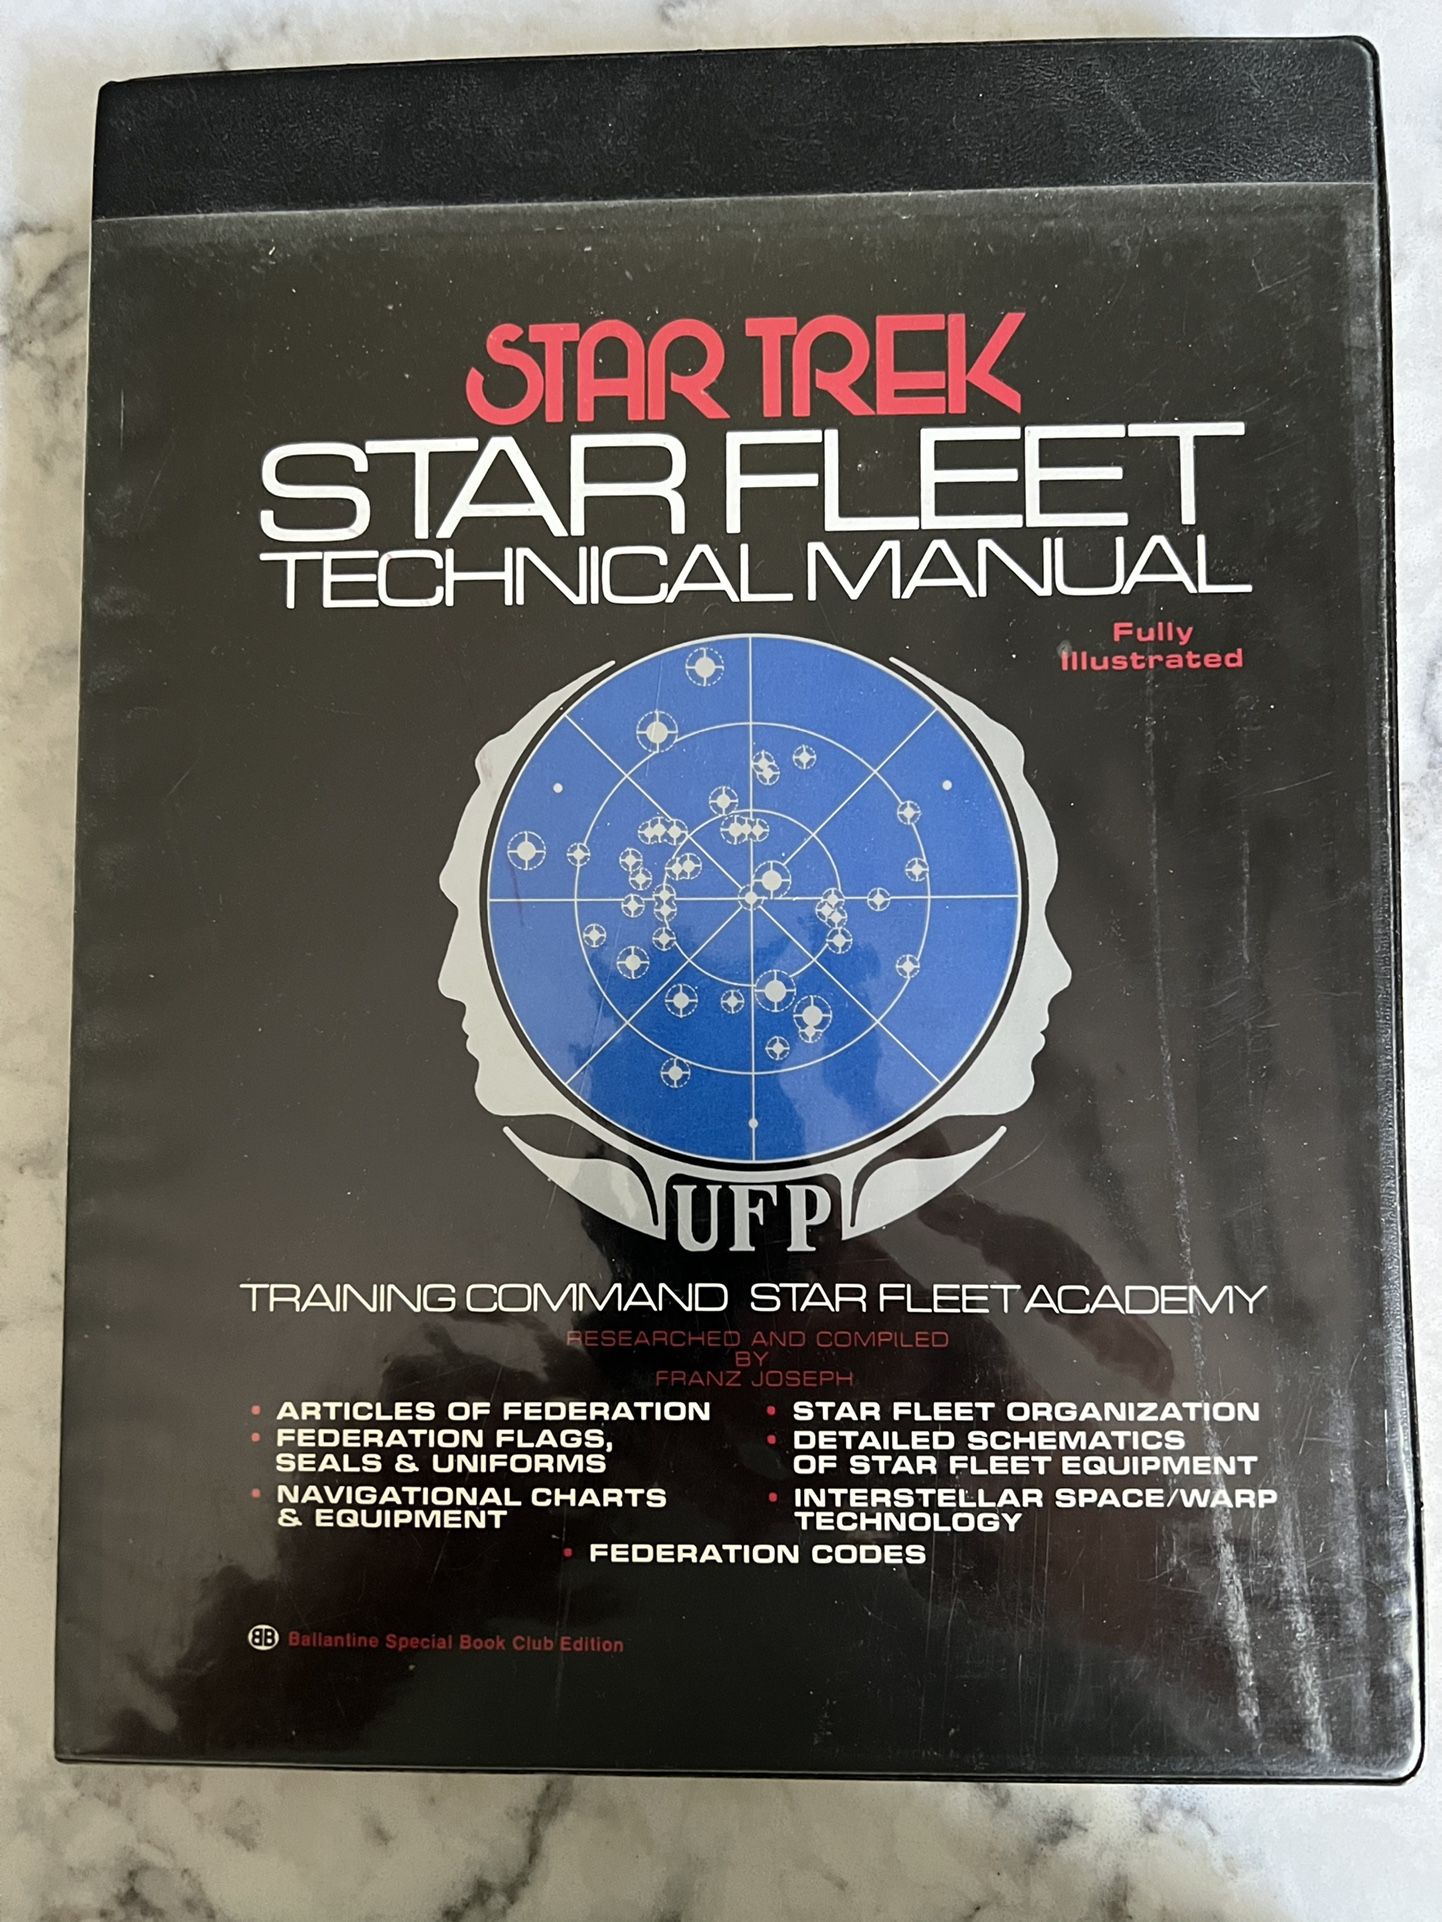 STAR TREK
STAR FLEET
TECHNICAL MANUAL
Fully
Illustrated
UFP
TRAINING COMMAND STAR FLEET ACADEMY
RESEARCHED AND COMPILED
BY
FRANZ JOSEPH
• ARTICLES OF FEDERATION
• FEDERATION FLAGS,
SEALS & UNIFORMS
• NAVIGATIONAL CHARTS
& EQUIPMENT
• STAR FLEET ORGANIZATION
• DETAILED SCHEMATICS
OF STAR FLEET EQUIPMENT
• INTERSTELLAR SPACE/WARP
TECHNOLOGY
• FEDERATION CODES
BB Ballantine Special Book Club Edition